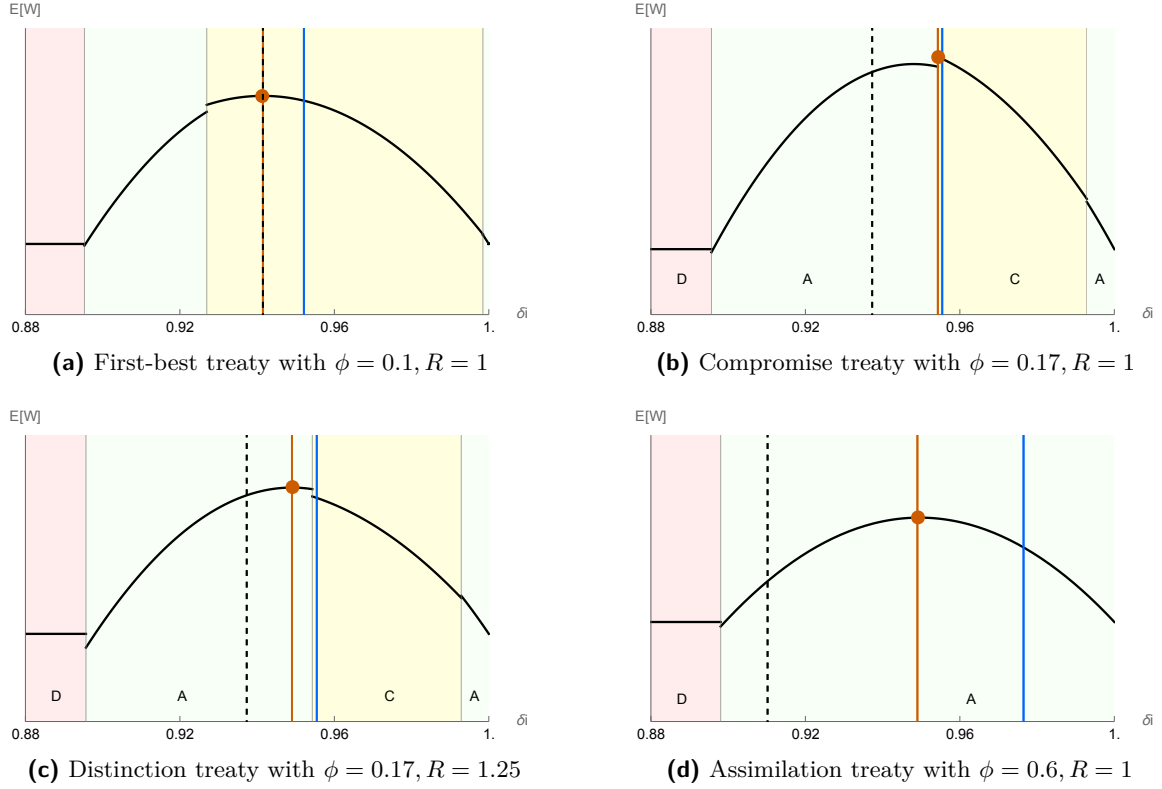 E[W]
0.88 0.92 0.96 1.
δi
(a) First-best treaty with ϕ = 0.1, R = 1
E[W]
D A C A
0.88 0.92 0.96 1.
δi
(b) Compromise treaty with ϕ = 0.17, R = 1
E[W]
D A C A
0.88 0.92 0.96 1.
δi
(c) Distinction treaty with ϕ = 0.17, R = 1.25
E[W]
D A
0.88 0.92 0.96 1.
δi
(d) Assimilation treaty with ϕ = 0.6, R = 1